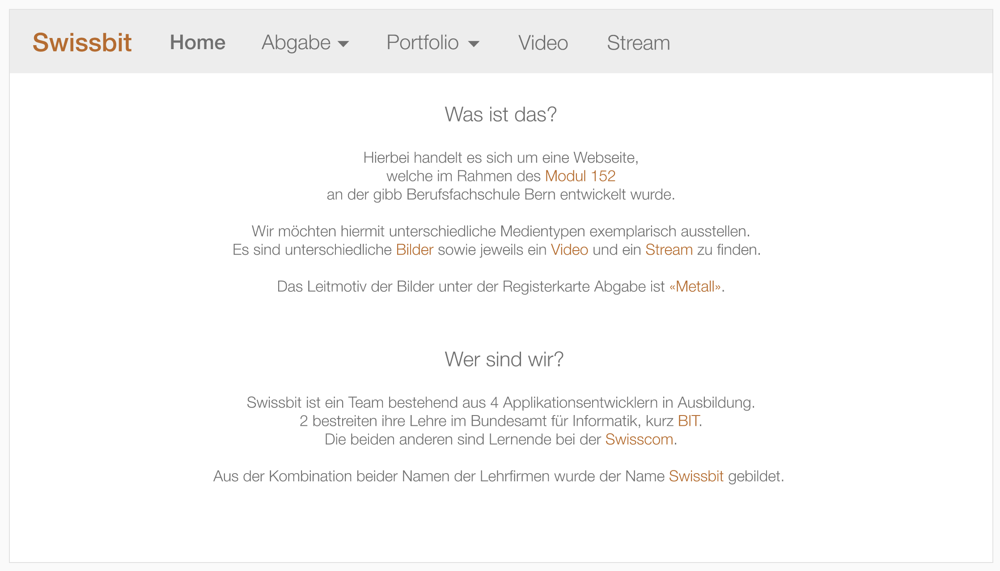 Swissbit Home Abgabe Portfolio Video Stream
Was ist das?
Hierbei handelt es sich um eine Webseite,
welche im Rahmen des Modul 152
an der gibb Berufsfachschule Bern entwickelt wurde.
Wir möchten hiermit unterschiedliche Medientypen exemplarisch ausstellen.
Es sind unterschiedliche Bilder sowie jeweils ein Video und ein Stream zu finden.
Das Leitmotiv der Bilder unter der Registerkarte Abgabe ist «Metall».
Wer sind wir?
Swissbit ist ein Team bestehend aus 4 Applikationsentwicklern in Ausbildung.
2 bestreiten ihre Lehre im Bundesamt für Informatik, kurz BIT.
Die beiden anderen sind Lernende bei der Swisscom.
Aus der Kombination beider Namen der Lehrfirmen wurde der Name Swissbit gebildet.